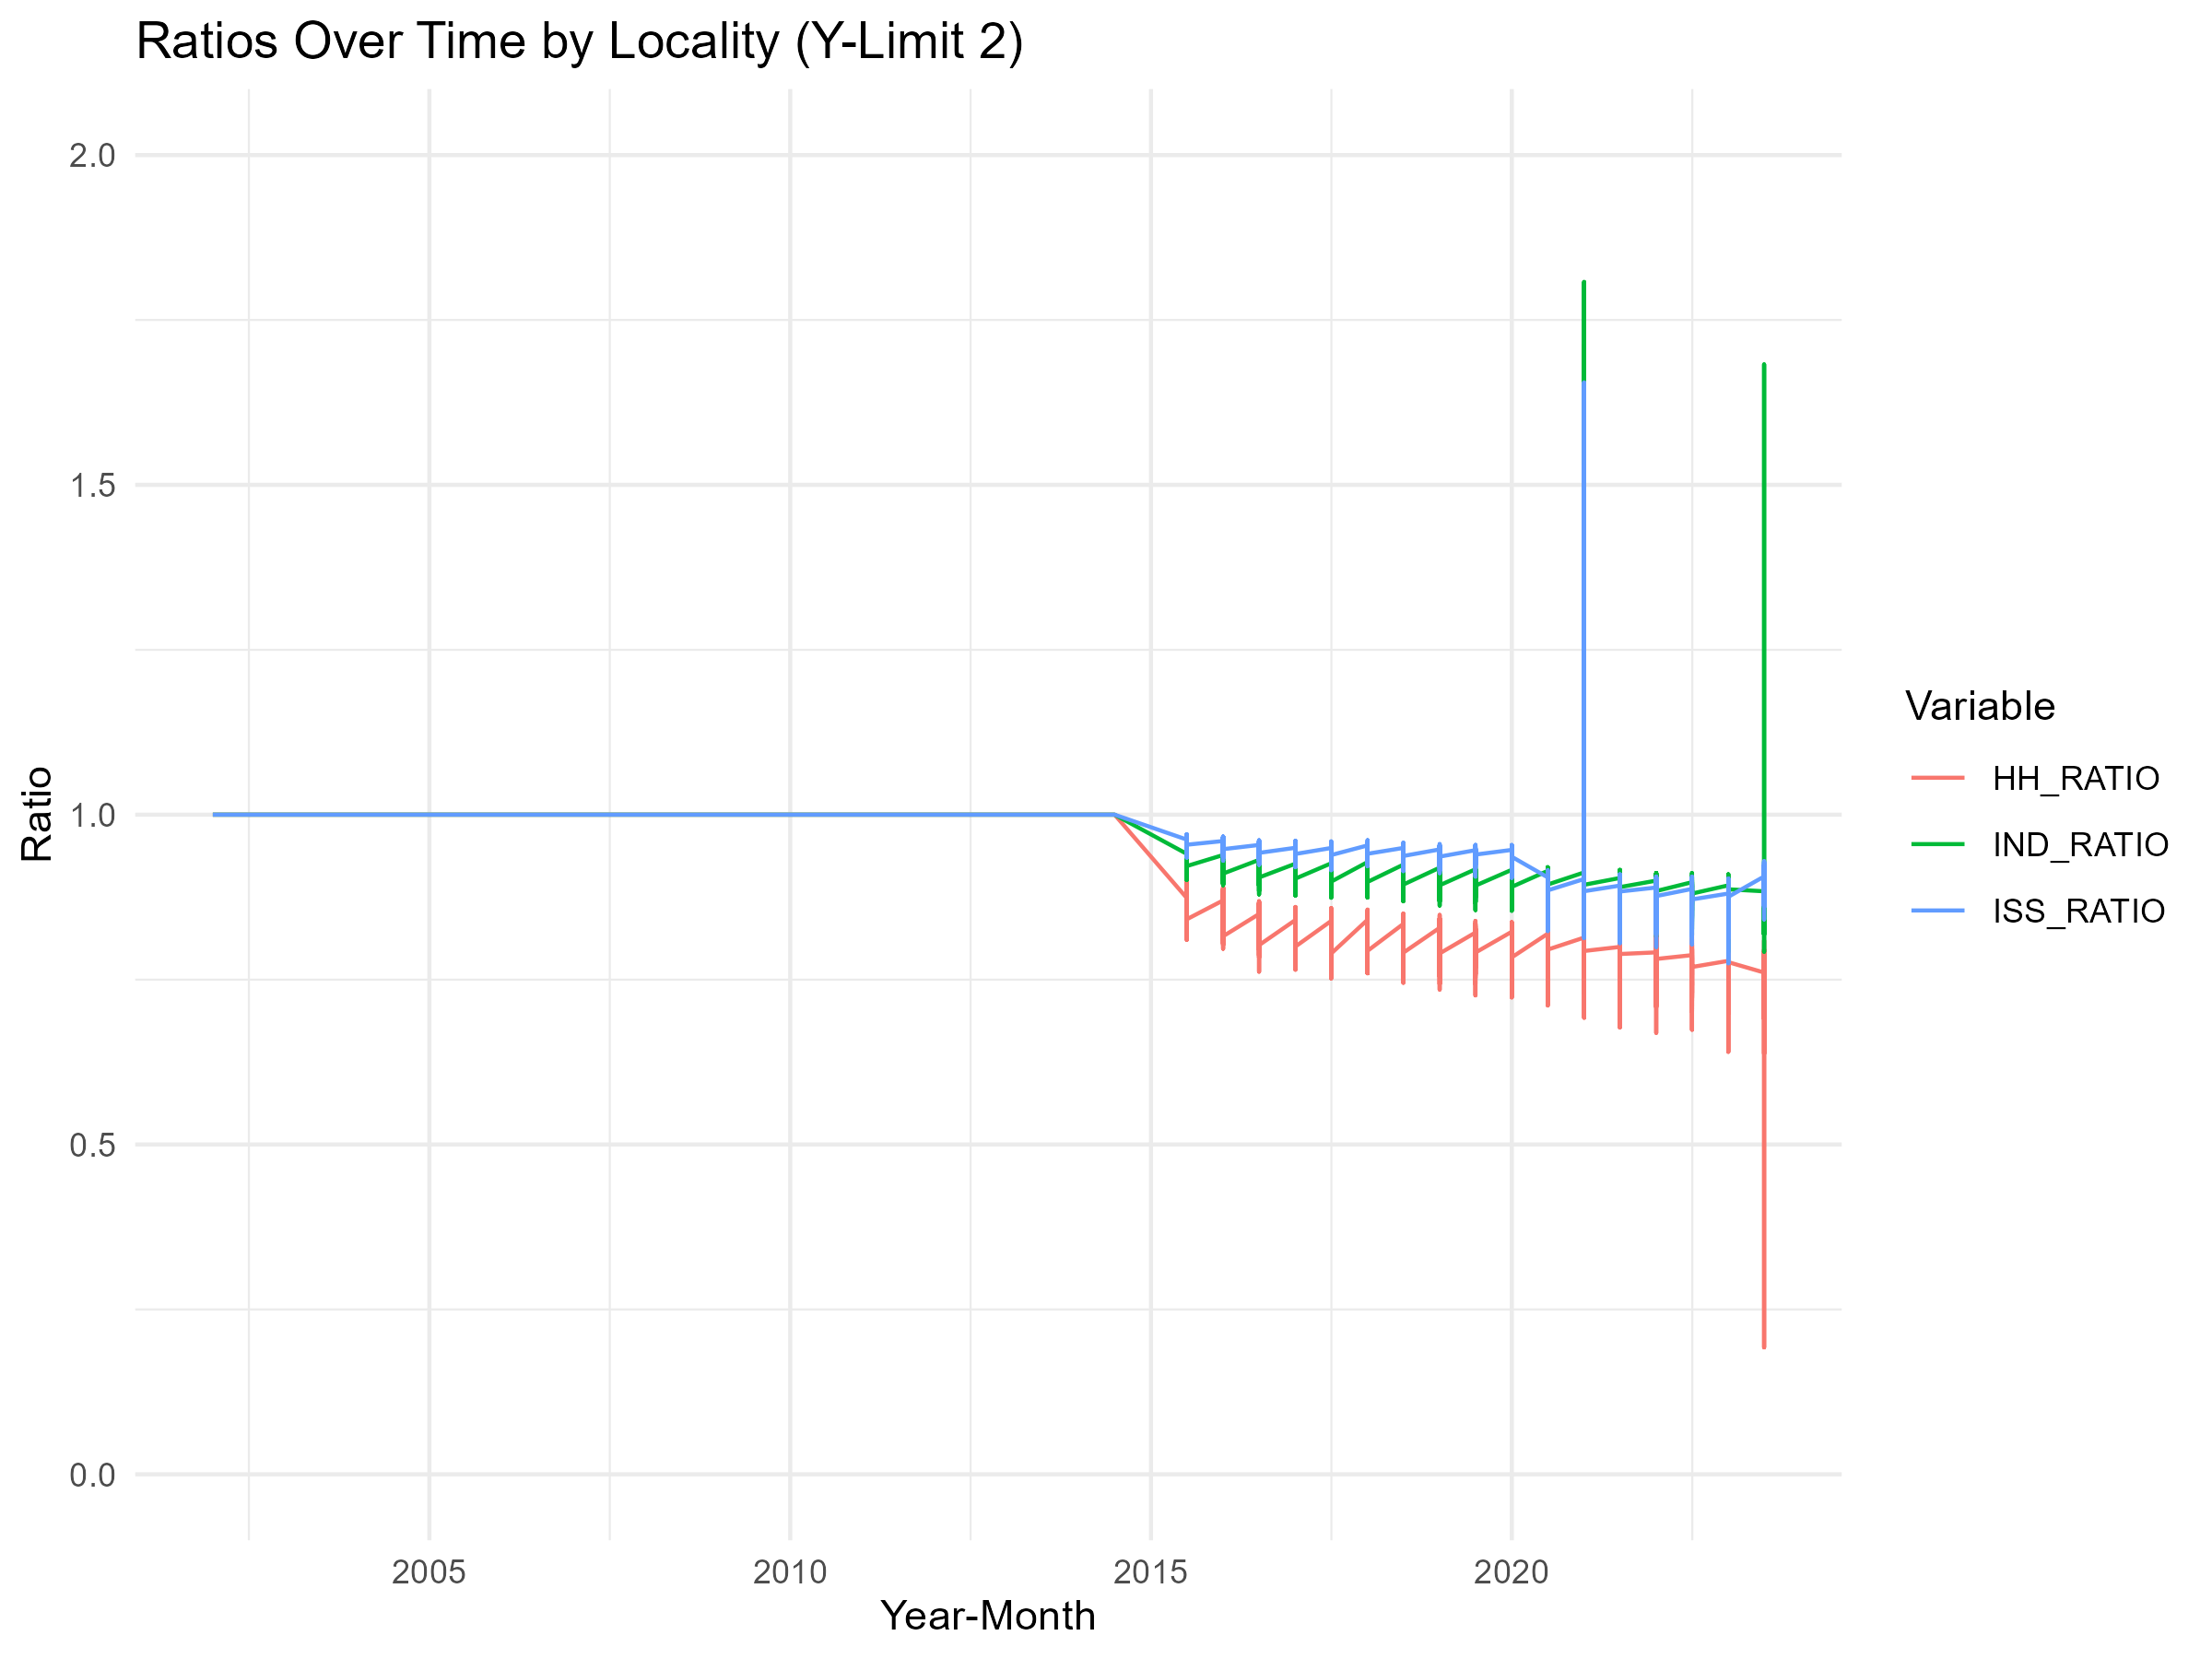 Ratios Over Time by Locality (Y-Limit 2)
2.0
1.5
1.0
0.5
0.0
Ratio
2005
2010
2015
2020
Year-Month
Variable
HH_RATIO
IND_RATIO
ISS_RATIO